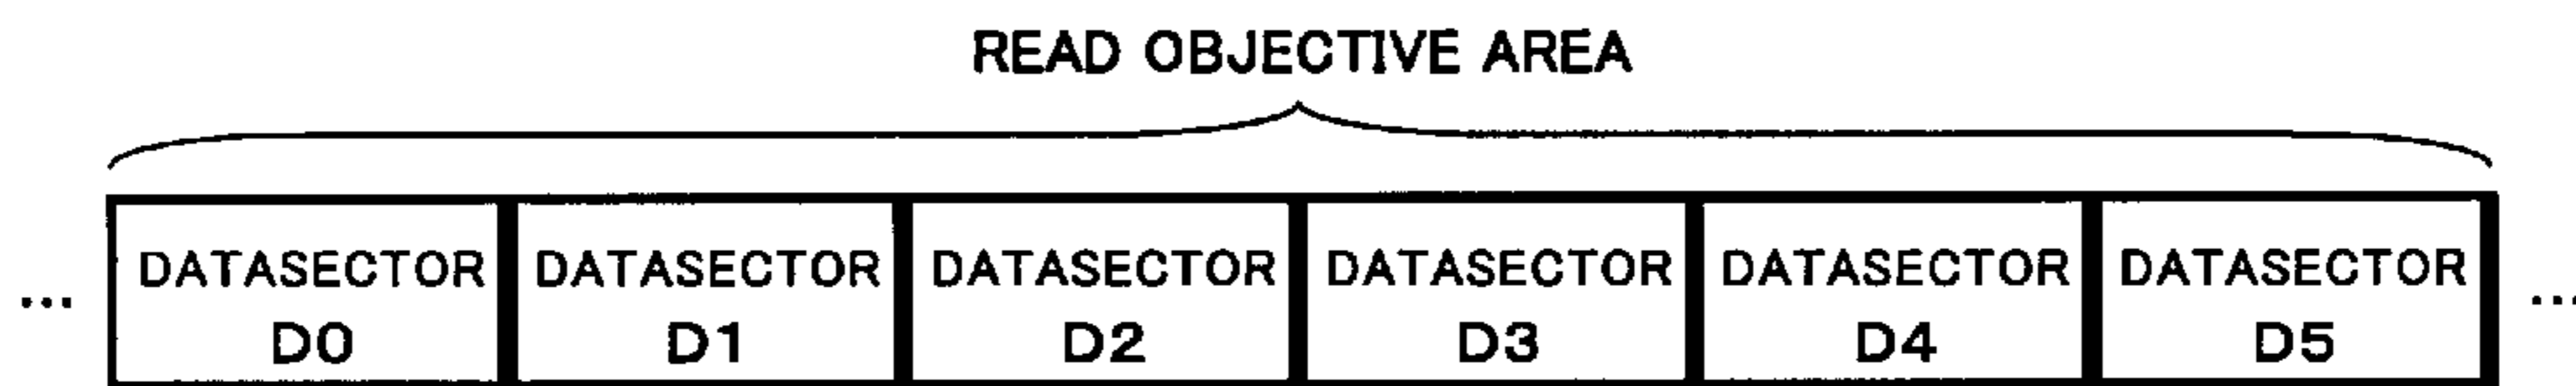 READ OBJECTIVE AREA
... DATASECTOR DATASECTOR DATASECTOR DATASECTOR DATASECTOR DATASECTOR ...
D0 D1 D2 D3 D4 D5